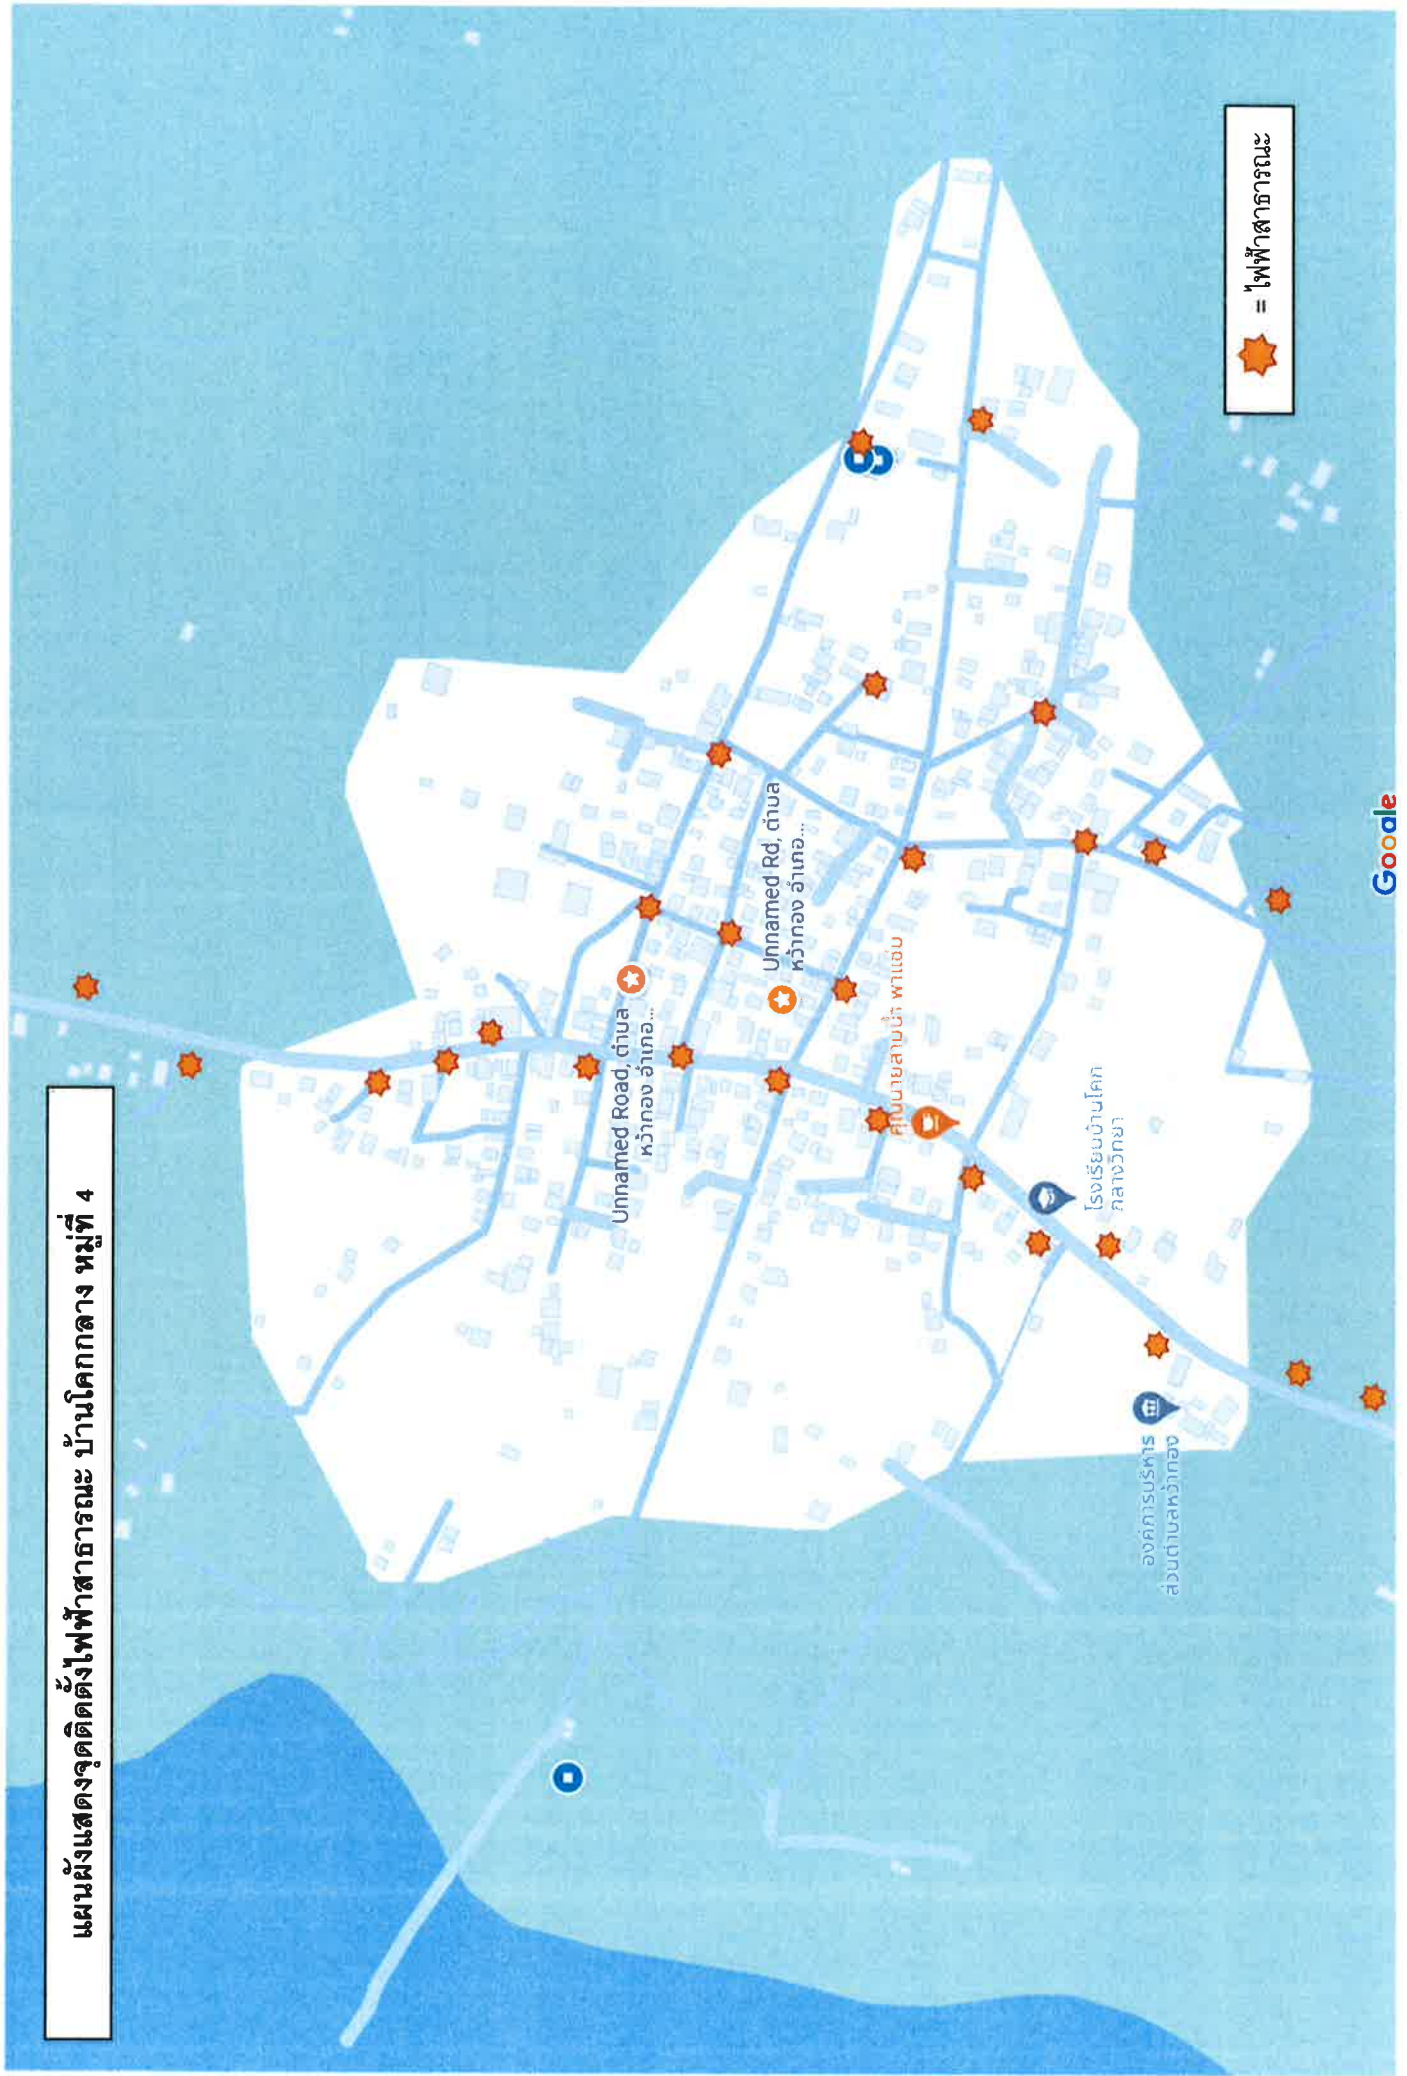 แผนผังแสดงจุดติดตั้งไฟฟ้าสาธารณะ บ้านโคกกลาง หมู่ที่ 4
Unnamed Road, ตำบล
หว้าทอง อำเภอ...
Unnamed Rd, ตำบล
หว้าทอง อำเภอ...
โรงเรียนบ้านโคก
กลางวิทยา
องค์การบริหาร
ส่วนตำบลหว้าทอง
= ไฟฟ้าสาธารณะ
Google